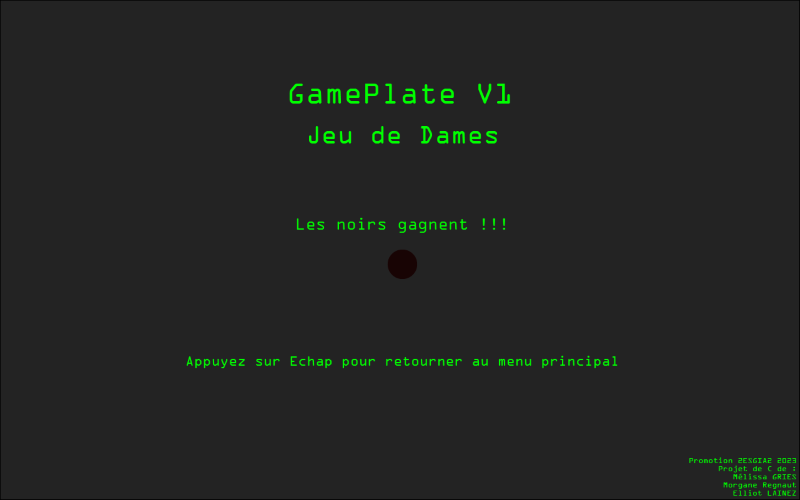 GamePlate V1
Jeu de Dames
Les noirs gagnent !!!
Appuyez sur Echap pour retourner au menu principal
Promotion 2ESGIA2 2023
Projet de C de :
Mélissa GRIES
Morgane Regnaut
Elliot LAINEZ